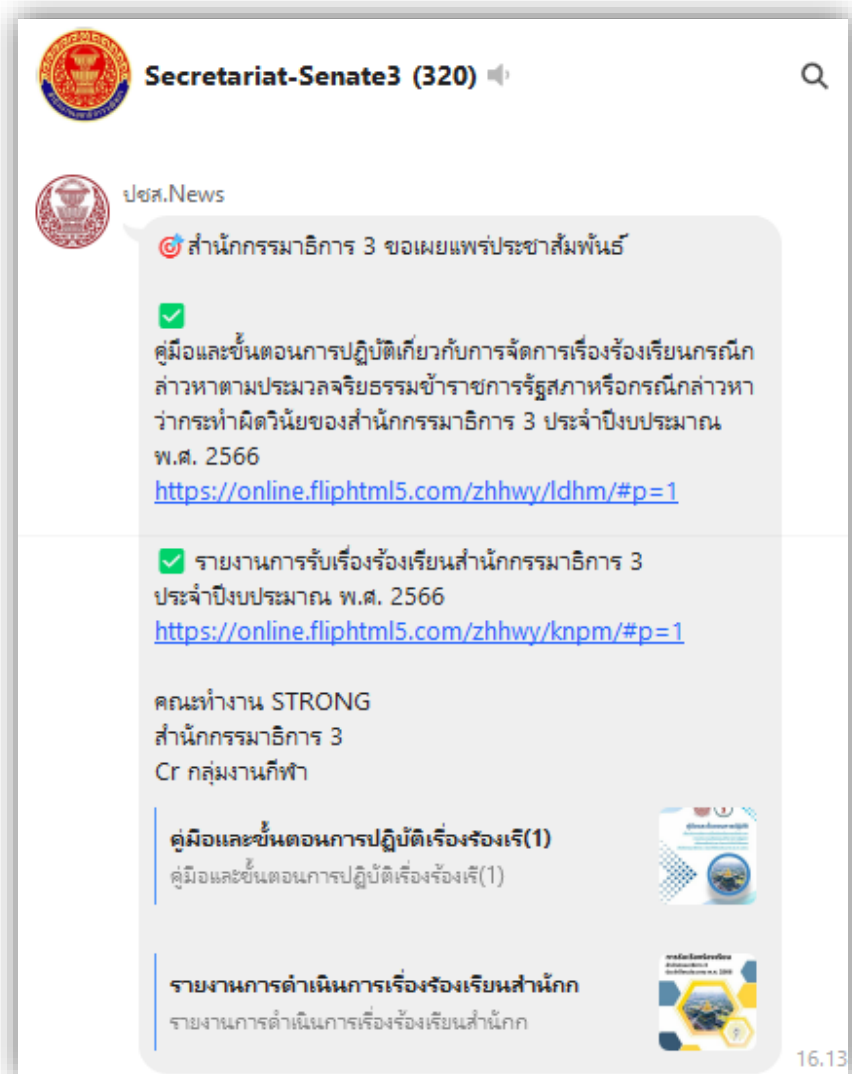 Secretariat-Senate3 (320)
ปชส.News
สำนักกรรมาธิการ 3 ขอเผยแพร่ประชาสัมพันธ์
คู่มือและขั้นตอนการปฏิบัติเกี่ยวกับการจัดการเรื่องร้องเรียนกรณีก
ล่าวหาตามประมวลจริยธรรมข้าราชการรัฐสภาหรือกรณีกล่าวหา
ว่ากระทำผิดวินัยของสำนักกรรมาธิการ 3 ประจำปีงบประมาณ
พ.ศ. 2566
https://online.fliphtml5.com/zhhwy/ldhm/#p=1
รายงานการรับเรื่องร้องเรียนสำนักกรรมาธิการ 3
ประจำปีงบประมาณ พ.ศ. 2566
https://online.fliphtml5.com/zhhwy/knpm/#p=1
คณะทำงาน STRONG
สำนักกรรมาธิการ 3
Cr กลุ่มงานกีฬา
คู่มือและขั้นตอนการปฏิบัติเรื่องร้องเรี(1)
คู่มือและขั้นตอนการปฏิบัติเรื่องร้องเรี(1)
รายงานการดำเนินการเรื่องร้องเรียนสำนักก
รายงานการดำเนินการเรื่องร้องเรียนสำนักก
16.13